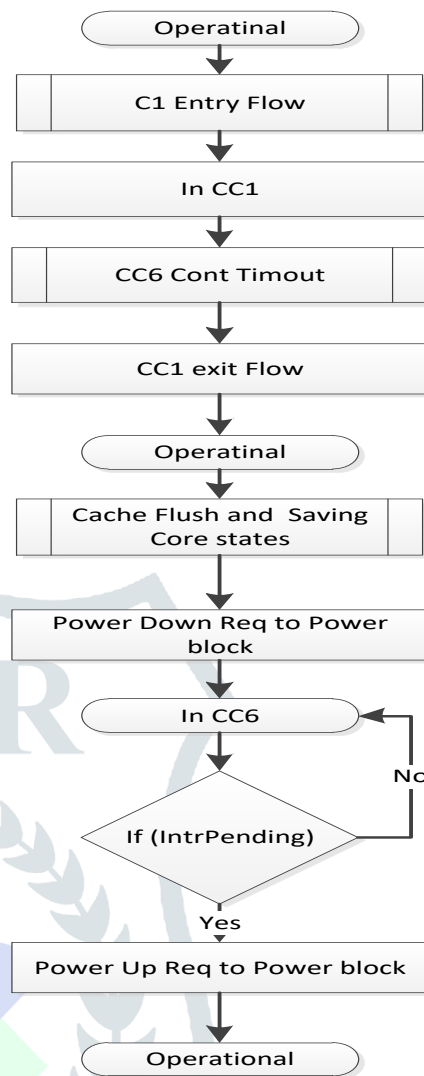 Operatinal
C1 Entry Flow
In CC1
CC6 Cont Timout
CC1 exit Flow
Operatinal
Cache Flush and Saving
Core states
Power Down Req to Power
block
In CC6
No
If (IntrPending)
Yes
Power Up Req to Power block
Operational
R